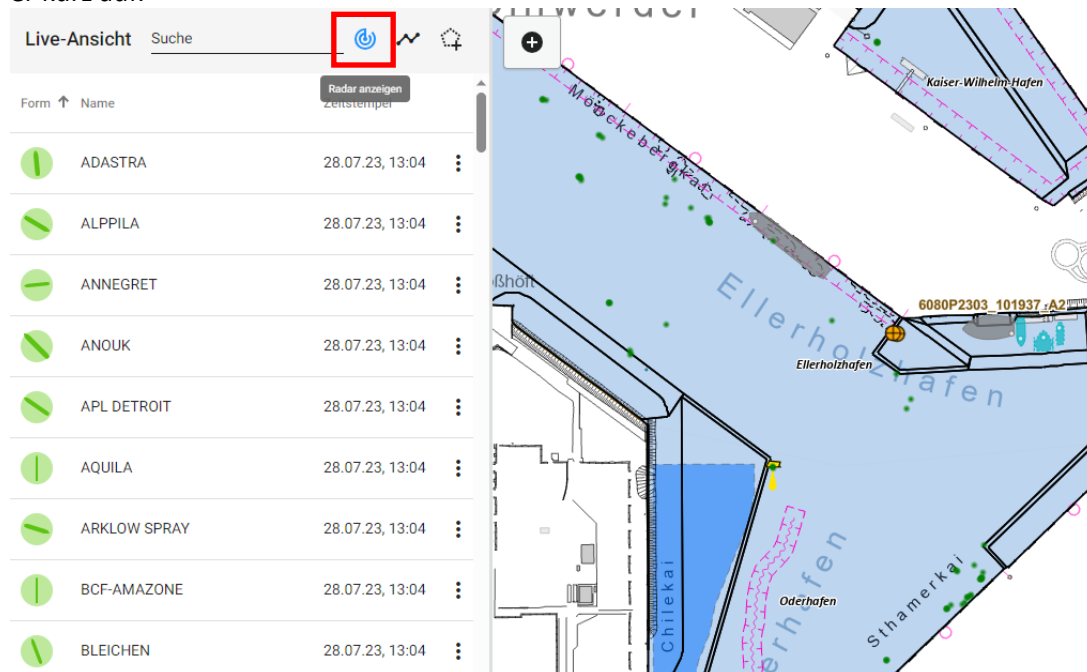 Live-Ansicht Suche
Radar anzeigen
Form Name Zeitstempel
ADASTRA 28.07.23, 13:04
ALPPILA 28.07.23, 13:04
ANNEGRET 28.07.23, 13:04
ANOUK 28.07.23, 13:04
APL DETROIT 28.07.23, 13:04
AQUILA 28.07.23, 13:04
ARKLOW SPRAY 28.07.23, 13:04
BCF-AMAZONE 28.07.23, 13:04
BLEICHEN 28.07.23, 13:04
Kaiser-Wilhelm-Hafen
Mönckebergkai
Ellerholzhafen
6080P2303_101937_A2
Ellerholzhafen
Chilekai
Oderhafen
Sthamerkai